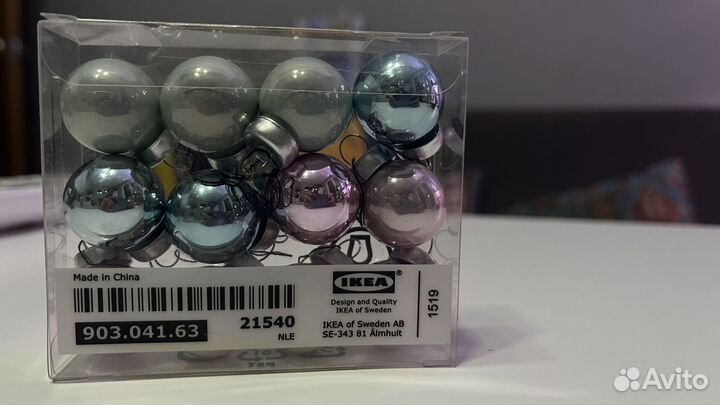 Made in China
903.041.63
21540
NLE
IKEA
Design and Quality
IKEA of Sweden
IKEA of Sweden AB
SE-343 81 Älmhult
1519
PET
Avito